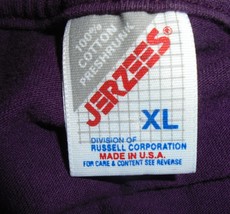 100%
COTTON
PRESHRUNK
JERZEES
XL
DIVISION OF
RUSSELL CORPORATION
MADE IN U.S.A.
FOR CARE & CONTENT SEE REVERSE